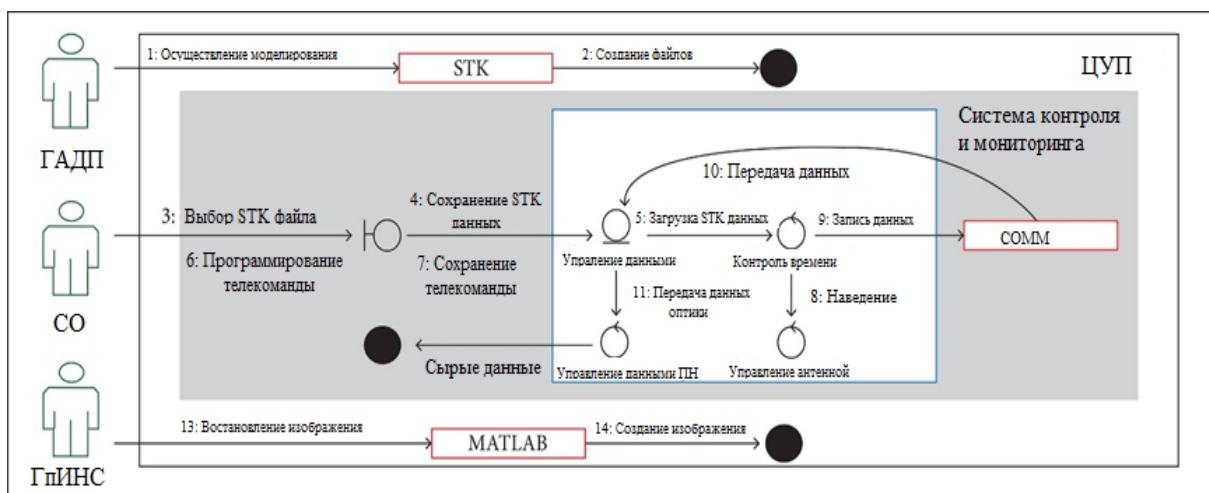 1: Осуществление моделирования
STK
2: Создание файлов
ЦУП
ГАДП
Система контроля
и мониторинга
10: Передача данных
3: Выбор STK файла
4: Сохранение STK
данных
5: Загрузка STK данных
9: Запись данных
COMM
6: Программирование
телекоманды
7: Сохранение
телекоманды
Упраление данными
Контроль времени
11: Передача данных
оптики
8: Наведение
СО
Сырые данные
Управление данными ПН
Управление антенной
13: Востановление изображения
MATLAB
14: Создание изображения
ГпИНС